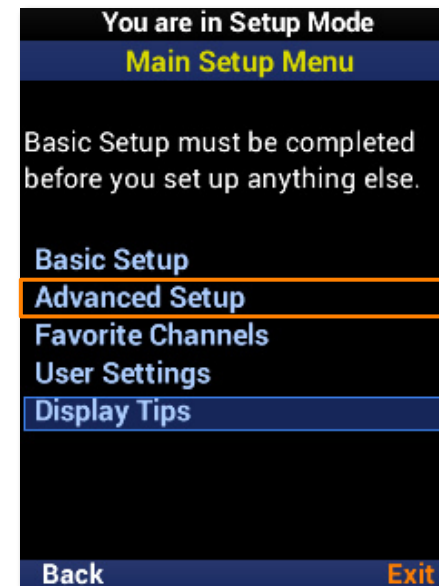 You are in Setup Mode
Main Setup Menu
Basic Setup must be completed
before you set up anything else.
Basic Setup
Advanced Setup
Favorite Channels
User Settings
Display Tips
Back Exit